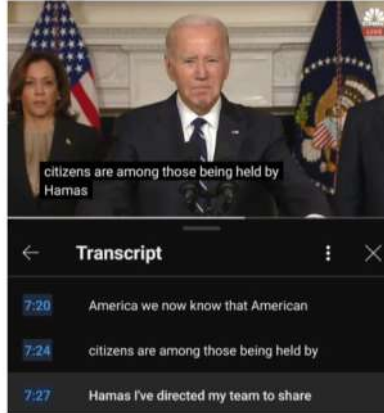 LIVE
citizens are among those being held by
Hamas
Transcript
7:20 America we now know that American
7:24 citizens are among those being held by
7:27 Hamas I've directed my team to share